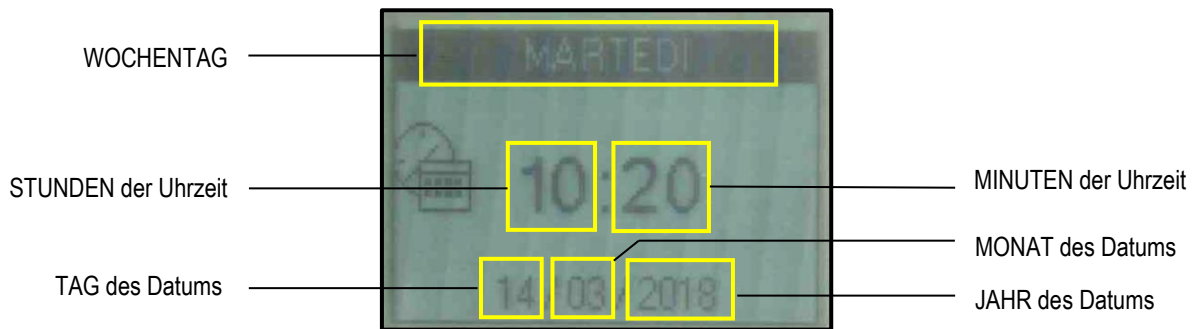 WOCHENTAG
MARTEDI
STUNDEN der Uhrzeit
10:20
MINUTEN der Uhrzeit
MONAT des Datums
TAG des Datums
14/03/2018
JAHR des Datums